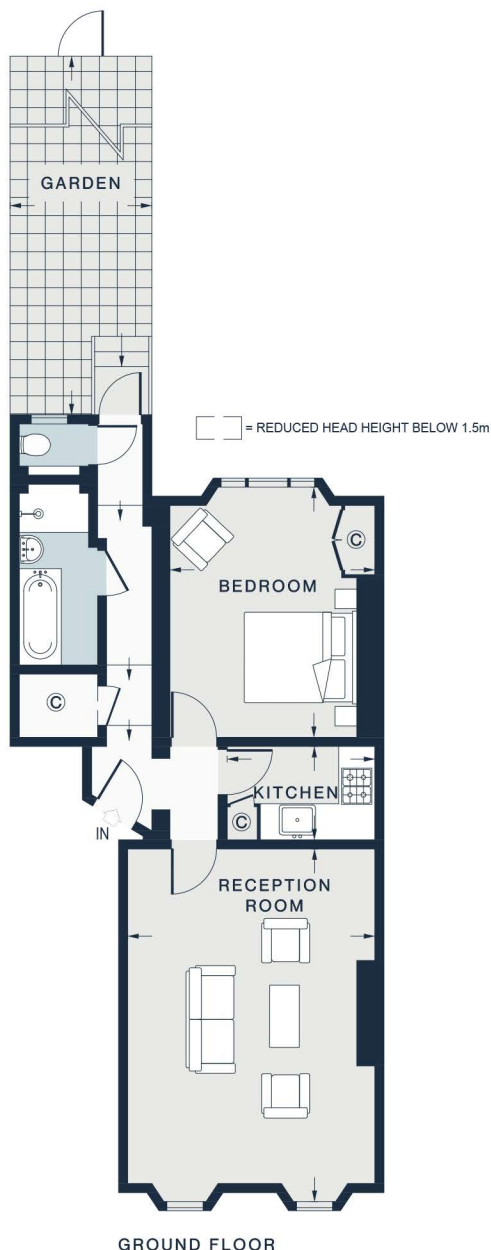 GARDEN
= REDUCED HEAD HEIGHT BELOW 1.5m
C
BEDROOM
C
KITCHEN
IN
C
RECEPTION
ROOM
GROUND FLOOR